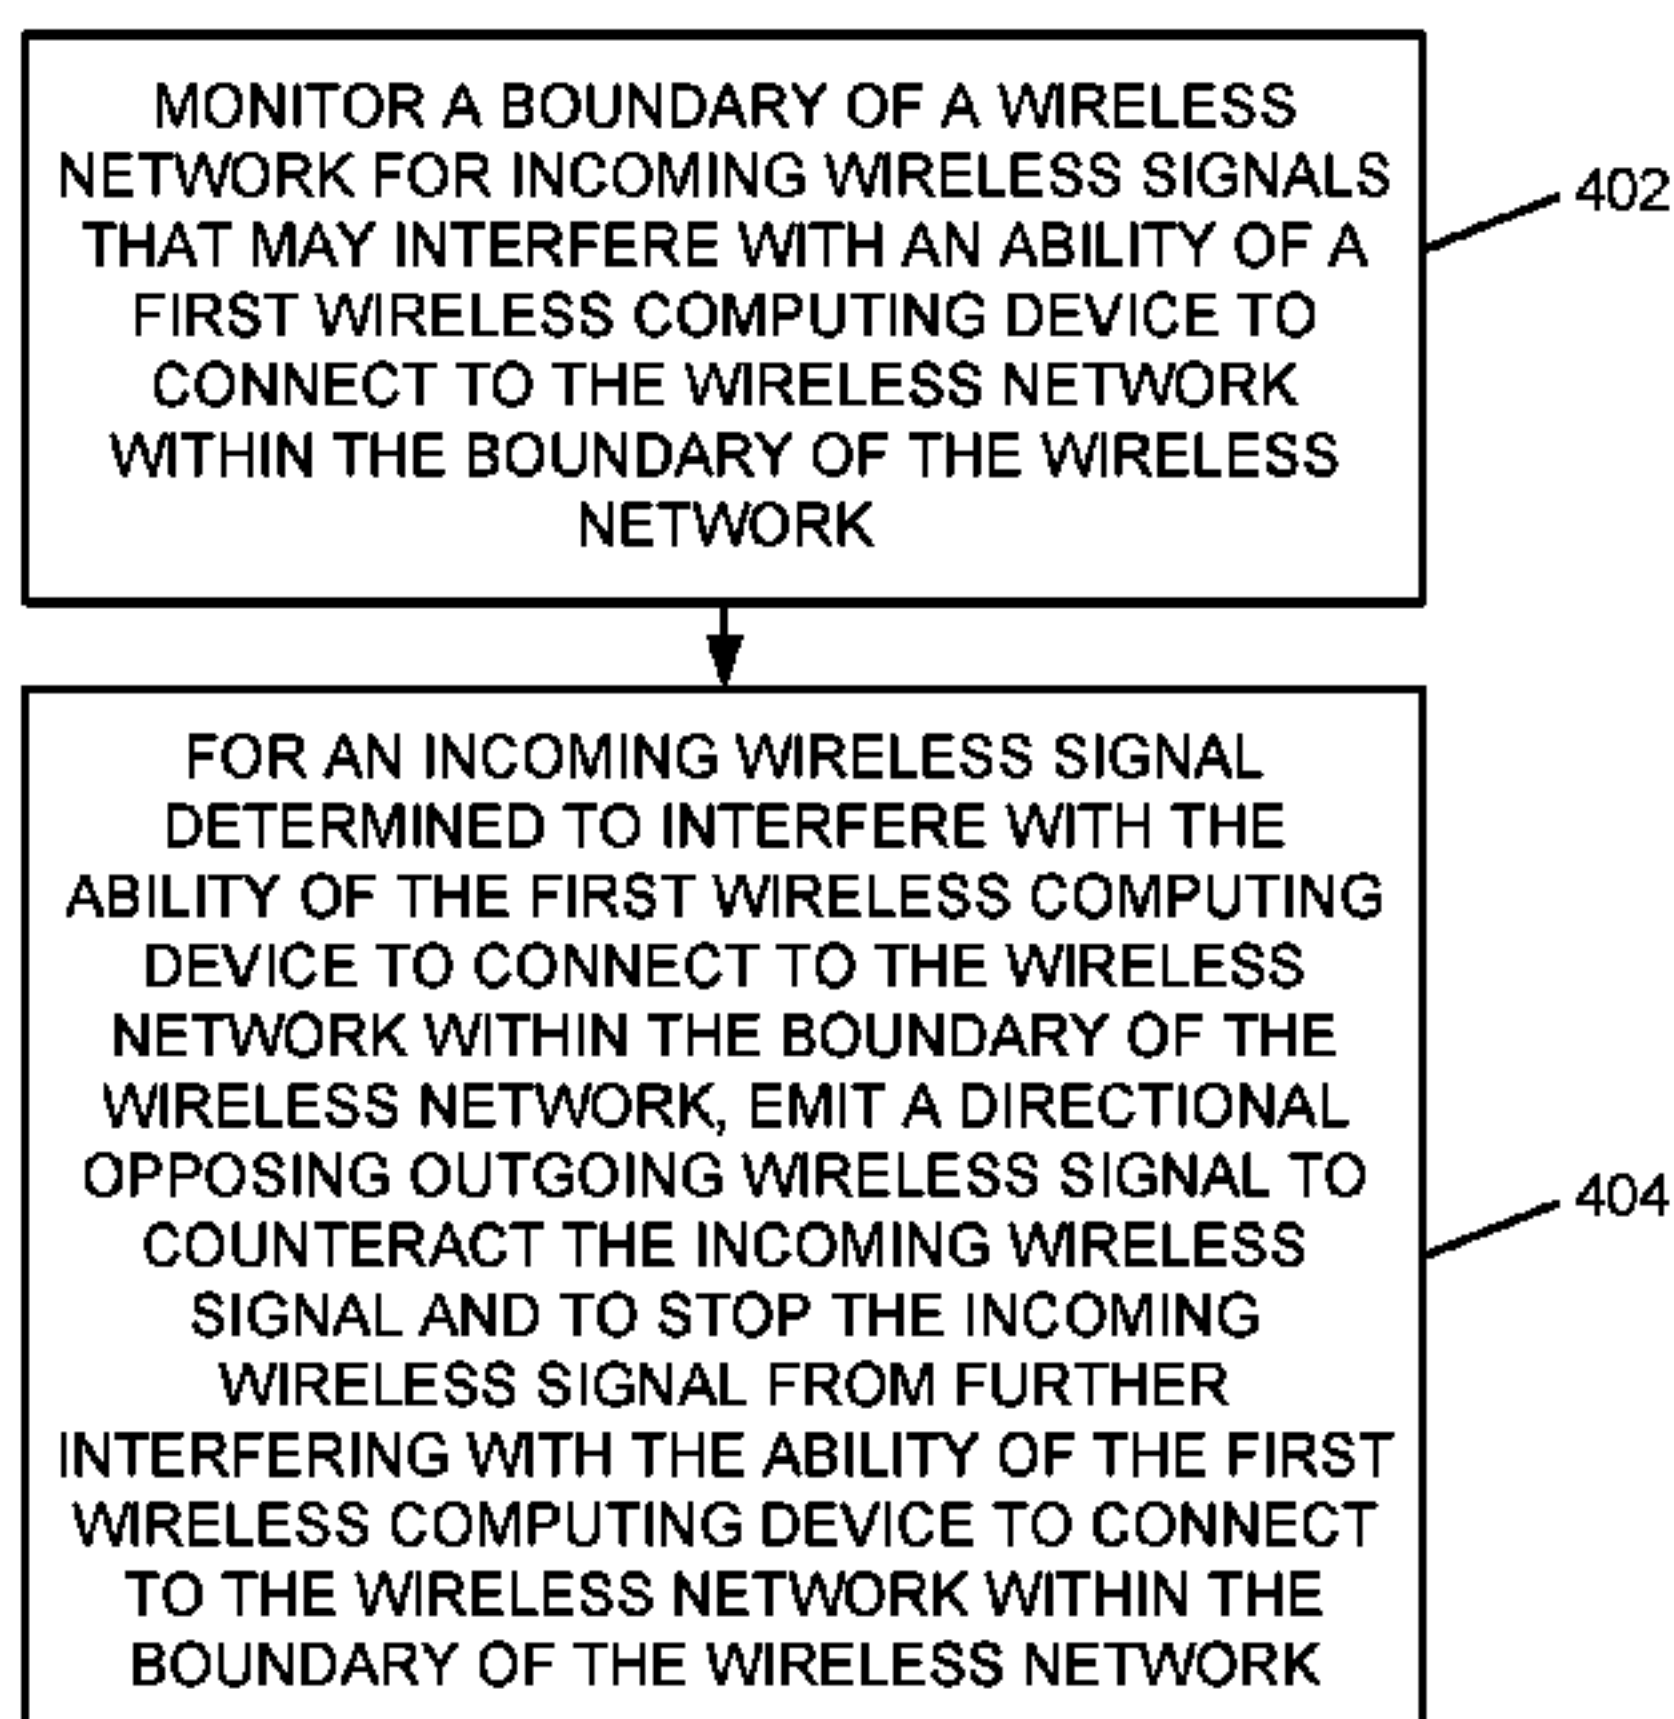 MONITOR A BOUNDARY OF A WIRELESS
NETWORK FOR INCOMING WIRELESS SIGNALS
THAT MAY INTERFERE WITH AN ABILITY OF A
FIRST WIRELESS COMPUTING DEVICE TO
CONNECT TO THE WIRELESS NETWORK
WITHIN THE BOUNDARY OF THE WIRELESS
NETWORK
402
FOR AN INCOMING WIRELESS SIGNAL
DETERMINED TO INTERFERE WITH THE
ABILITY OF THE FIRST WIRELESS COMPUTING
DEVICE TO CONNECT TO THE WIRELESS
NETWORK WITHIN THE BOUNDARY OF THE
WIRELESS NETWORK, EMIT A DIRECTIONAL
OPPOSING OUTGOING WIRELESS SIGNAL TO
COUNTERACT THE INCOMING WIRELESS
SIGNAL AND TO STOP THE INCOMING
WIRELESS SIGNAL FROM FURTHER
INTERFERING WITH THE ABILITY OF THE FIRST
WIRELESS COMPUTING DEVICE TO CONNECT
TO THE WIRELESS NETWORK WITHIN THE
BOUNDARY OF THE WIRELESS NETWORK
404